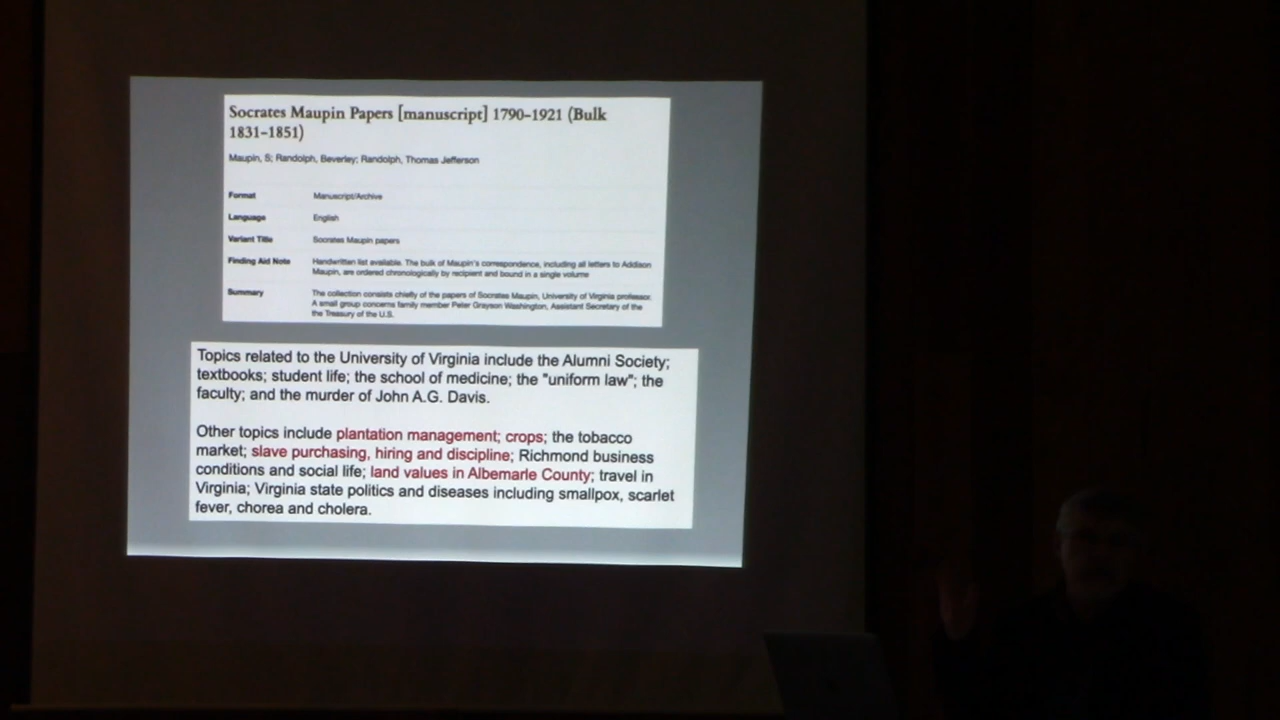 Socrates Maupin Papers [manuscript] 1790-1921 (Bulk
1831-1851)
Maupin, S; Randolph, Beverley; Randolph, Thomas Jefferson
Format Manuscript/Archive
Language English
Variant Title Socrates Maupin papers
Finding Aid Note Handwritten list available. The bulk of Maupin's correspondence, including all letters to Addison
Maupin, are ordered chronologically by recipient and bound in a single volume
Summary The collection consists chiefly of the papers of Socrates Maupin, University of Virginia professor.
A small group concerns family member Peter Grayson Washington, Assistant Secretary of the
the Treasury of the U.S.
Topics related to the University of Virginia include the Alumni Society;
textbooks; student life; the school of medicine; the "uniform law"; the
faculty; and the murder of John A.G. Davis.
Other topics include plantation management; crops; the tobacco
market; slave purchasing, hiring and discipline; Richmond business
conditions and social life; land values in Albemarle County; travel in
Virginia; Virginia state politics and diseases including smallpox, scarlet
fever, chorea and cholera.